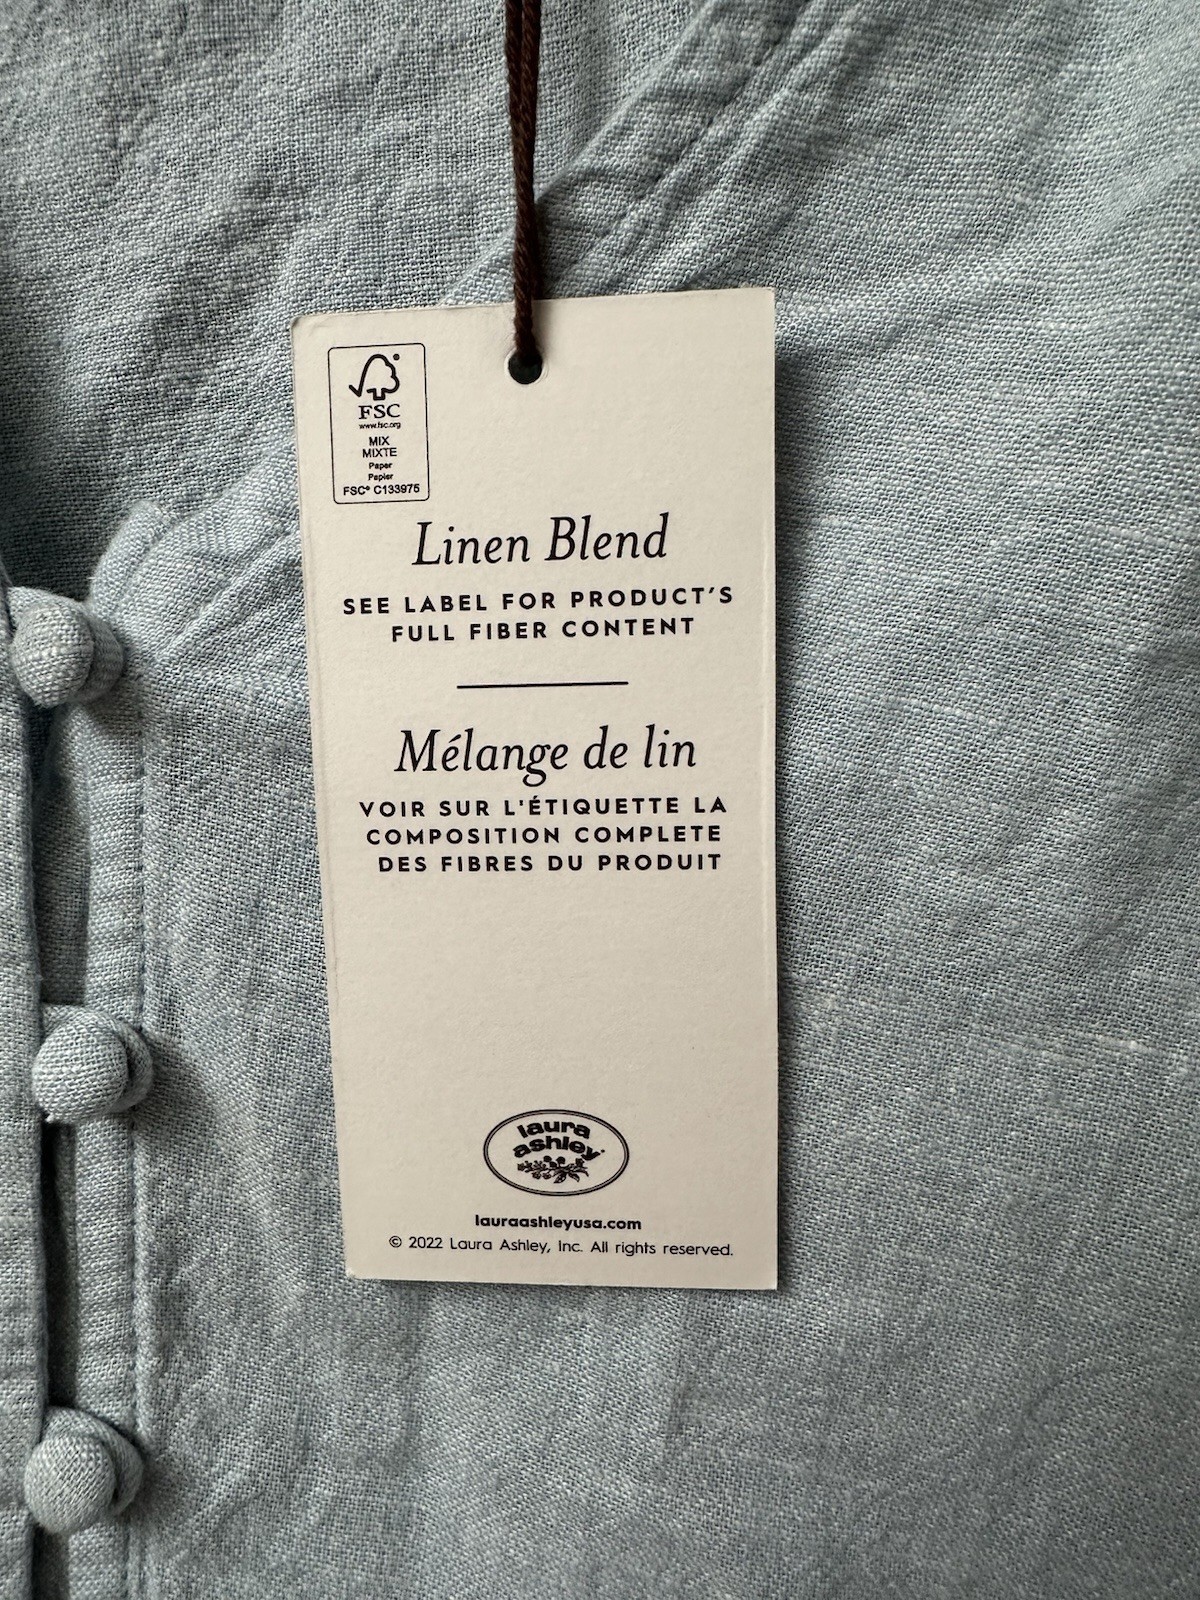 FSC
www.fsc.org
MIX
MIXTE
Paper
Papier
FSC® C133975
Linen Blend
SEE LABEL FOR PRODUCT'S
FULL FIBER CONTENT
Mélange de lin
VOIR SUR L'ÉTIQUETTE LA
COMPOSITION COMPLETE
DES FIBRES DU PRODUIT
laura
ashley
lauraashleyusa.com
© 2022 Laura Ashley, Inc. All rights reserved.